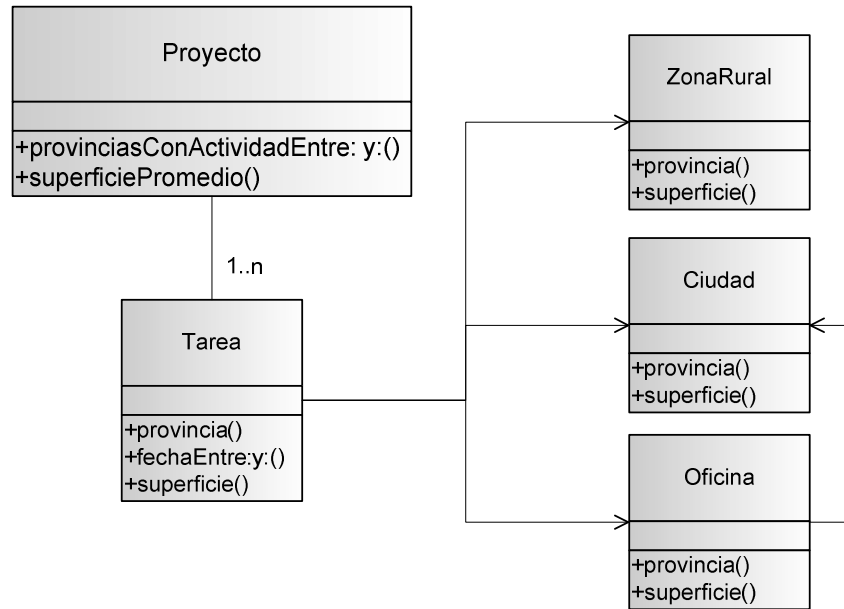 Proyecto
+provinciasConActividadEntre: y:()
+superficiePromedio()
1..n
Tarea
+provincia()
+fechaEntre:y:()
+superficie()
ZonaRural
+provincia()
+superficie()
Ciudad
+provincia()
+superficie()
Oficina
+provincia()
+superficie()